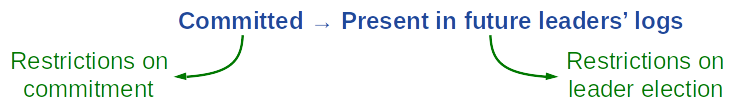 Committed → Present in future leaders’ logs
Restrictions on
commitment
Restrictions on
leader election